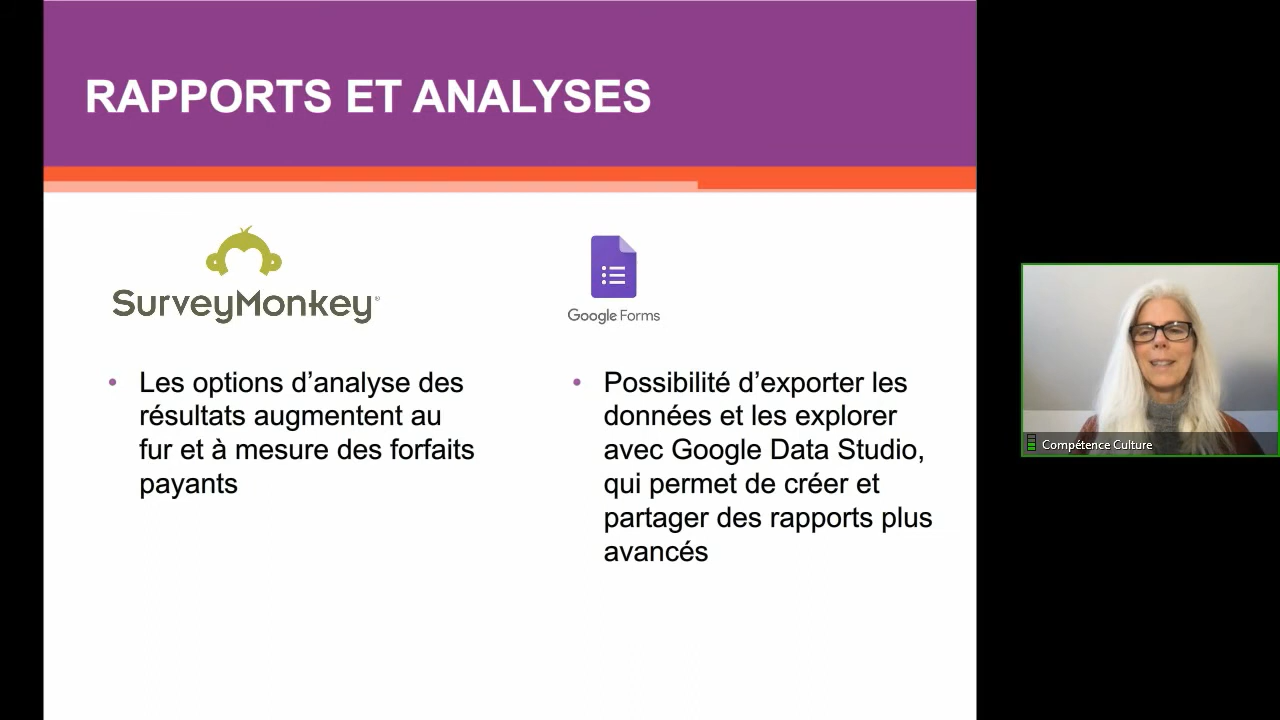 RAPPORTS ET ANALYSES
SurveyMonkey®
Google Forms
• Les options d’analyse des
résultats augmentent au
fur et à mesure des forfaits
payants
• Possibilité d’exporter les
données et les explorer
avec Google Data Studio,
qui permet de créer et
partager des rapports plus
avancés
Compétence Culture